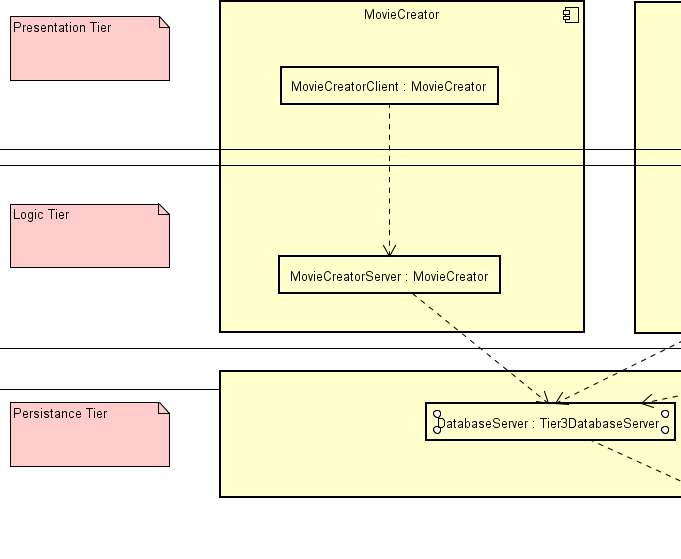 Presentation Tier
MovieCreator
MovieCreatorClient : MovieCreator
Logic Tier
MovieCreatorServer : MovieCreator
Persistance Tier
DatabaseServer : Tier3DatabaseServer